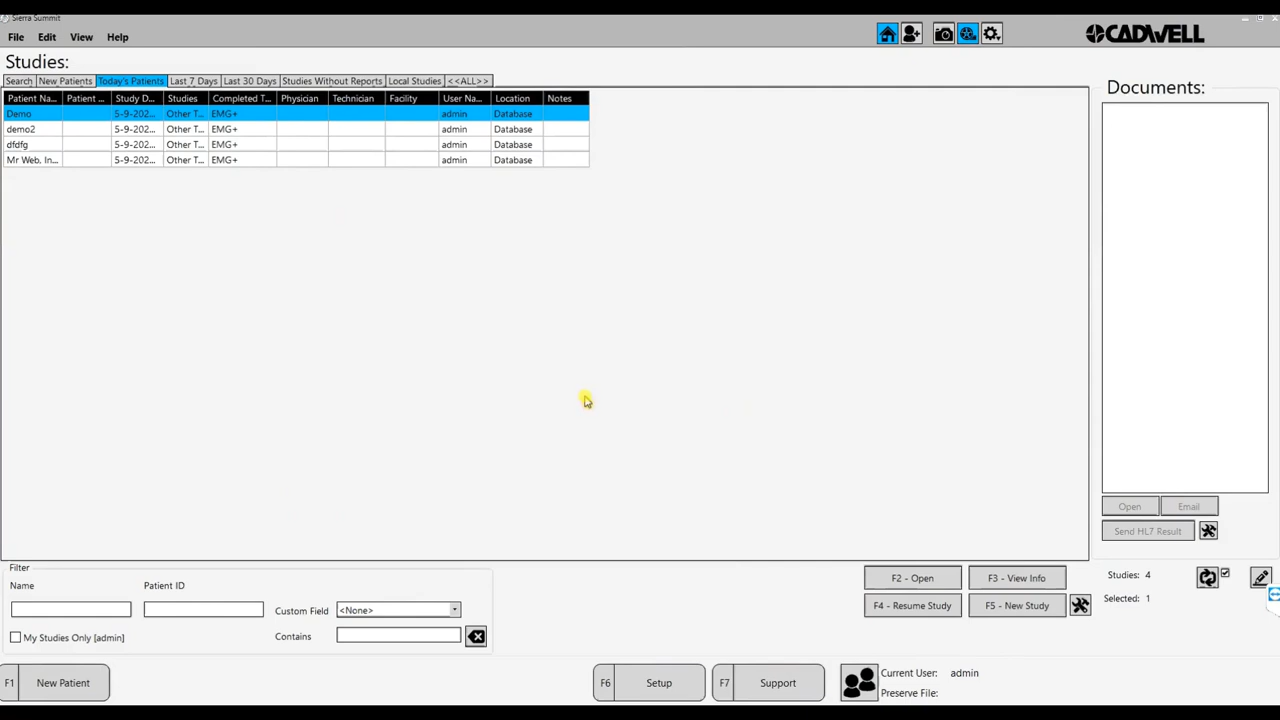 Sierra Summit
File Edit View Help
CADWELL
Studies:
Documents:
Search New Patients Today's Patients Last 7 Days Last 30 Days Studies Without Reports Local Studies <<ALL>>
Patient Na... Patient ... Study D... Studies Completed T... Physician Technician Facility User Na... Location Notes
Demo 5-9-202... Other T... EMG+ admin Database
demo2 5-9-202... Other T... EMG+ admin Database
dfdfg 5-9-202... Other T... EMG+ admin Database
Mr Web, In... 5-9-202... Other T... EMG+ admin Database
Open Email
Send HL7 Result
Filter
Name Patient ID
Custom Field <None>
Contains
My Studies Only [admin]
F2 - Open F3 - View Info
F4 - Resume Study F5 - New Study
Studies: 4
Selected: 1
F1 New Patient
F6 Setup
F7 Support
Current User: admin
Preserve File: